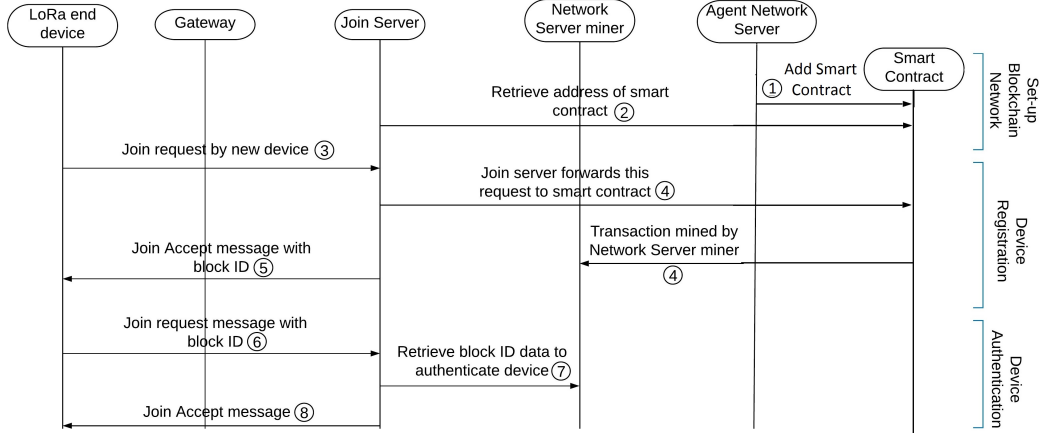 LoRa end
device
Gateway
Join Server
Network
Server miner
Agent Network
Server
Smart
Contract
Add Smart
Contract
1
Retrieve address of smart
contract 2
Set-up
Blockchain
Network
Join request by new device 3
Join server forwards this
request to smart contract 4
Transaction mined by
Network Server miner
4
Join Accept message with
block ID 5
Device
Registration
Join request message with
block ID 6
Retrieve block ID data to
authenticate device 7
Join Accept message 8
Device
Authentication